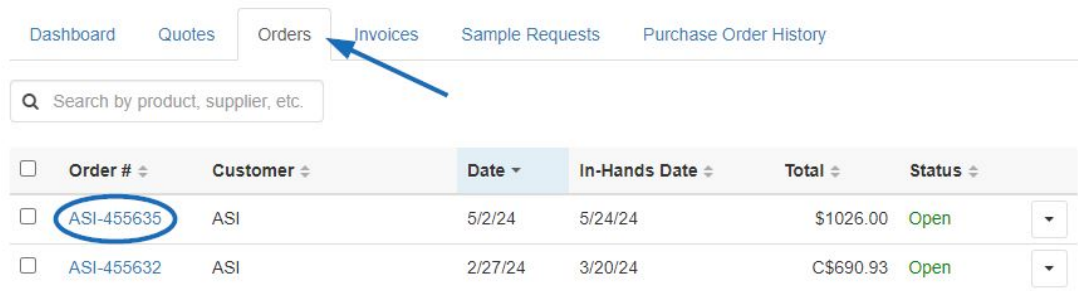 Dashboard Quotes Orders Invoices Sample Requests Purchase Order History
Search by product, supplier, etc.
Order # Customer Date In-Hands Date Total Status
ASI-455635 ASI 5/2/24 5/24/24 $1026.00 Open
ASI-455632 ASI 2/27/24 3/20/24 C$690.93 Open